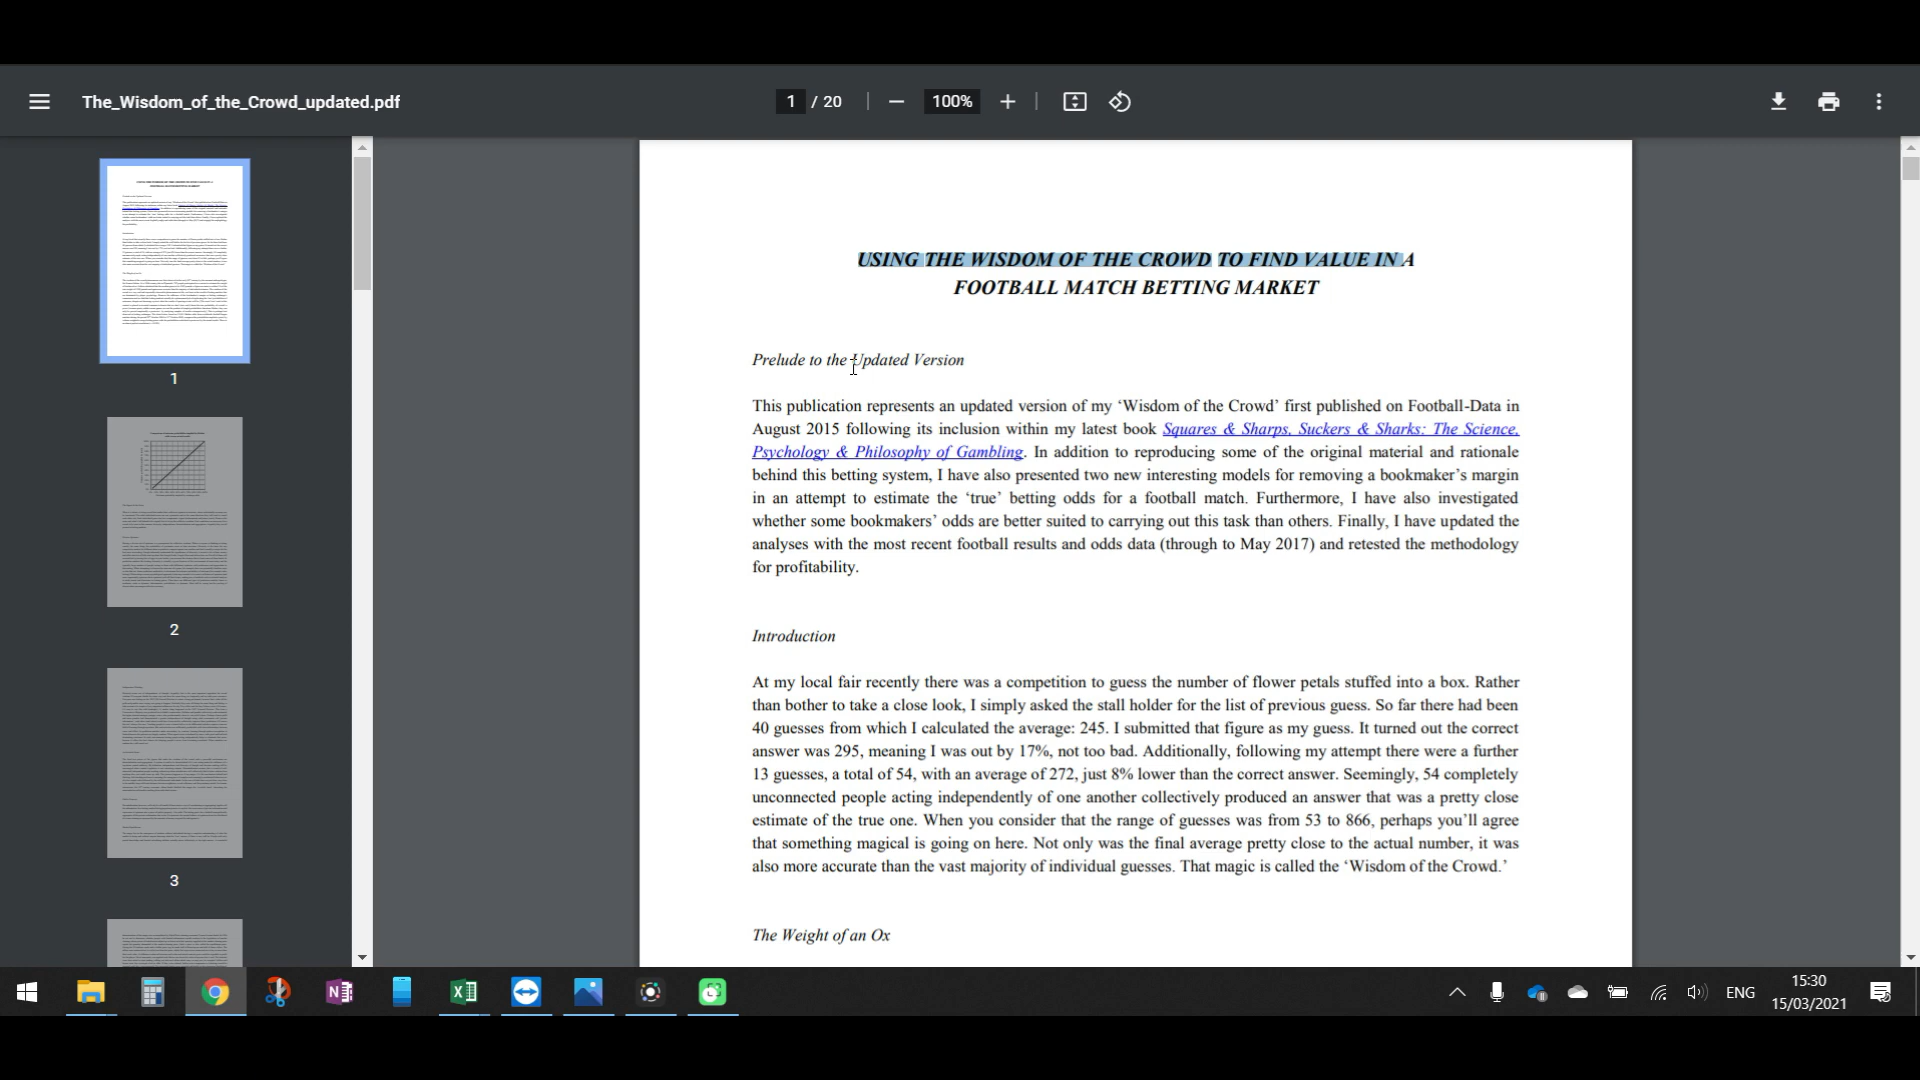 The_Wisdom_of_the_Crowd_updated.pdf
1 / 20
100%
1
2
3
USING THE WISDOM OF THE CROWD TO FIND VALUE IN A
FOOTBALL MATCH BETTING MARKET
Prelude to the Updated Version
This publication represents an updated version of my ‘Wisdom of the Crowd’ first published on Football-Data in
August 2015 following its inclusion within my latest book Squares & Sharps, Suckers & Sharks: The Science,
Psychology & Philosophy of Gambling. In addition to reproducing some of the original material and rationale
behind this betting system, I have also presented two new interesting models for removing a bookmaker’s margin
in an attempt to estimate the ‘true’ betting odds for a football match. Furthermore, I have also investigated
whether some bookmakers’ odds are better suited to carrying out this task than others. Finally, I have updated the
analyses with the most recent football results and odds data (through to May 2017) and retested the methodology
for profitability.
Introduction
At my local fair recently there was a competition to guess the number of flower petals stuffed into a box. Rather
than bother to take a close look, I simply asked the stall holder for the list of previous guess. So far there had been
40 guesses from which I calculated the average: 245. I submitted that figure as my guess. It turned out the correct
answer was 295, meaning I was out by 17%, not too bad. Additionally, following my attempt there were a further
13 guesses, a total of 54, with an average of 272, just 8% lower than the correct answer. Seemingly, 54 completely
unconnected people acting independently of one another collectively produced an answer that was a pretty close
estimate of the true one. When you consider that the range of guesses was from 53 to 866, perhaps you’ll agree
that something magical is going on here. Not only was the final average pretty close to the actual number, it was
also more accurate than the vast majority of individual guesses. That magic is called the ‘Wisdom of the Crowd.’
The Weight of an Ox
ENG
15:30
15/03/2021